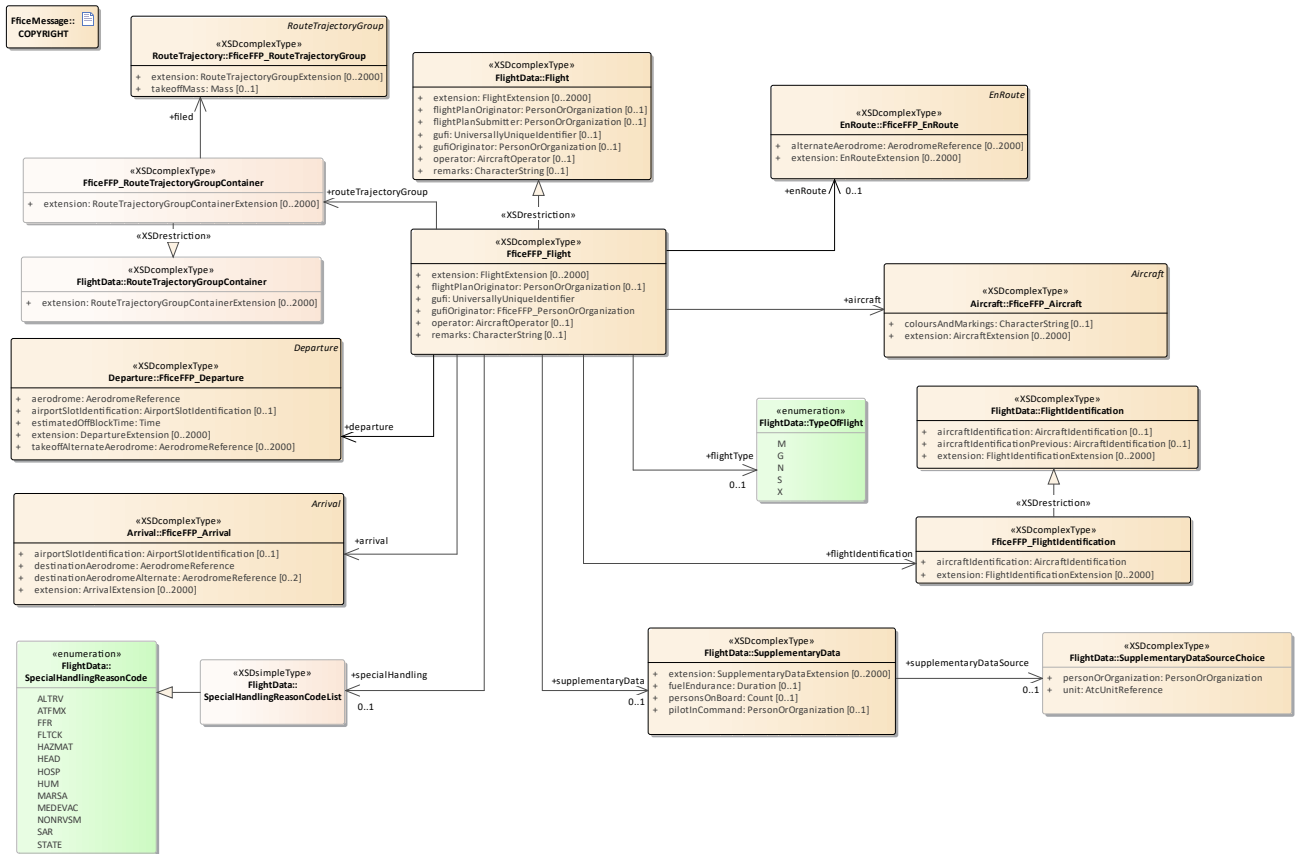 FficeMessage::
COPYRIGHT
RouteTrajectoryGroup
«XSDcomplexType»
RouteTrajectory::FficeFFP_RouteTrajectoryGroup
+ extension: RouteTrajectoryGroupExtension [0..2000]
+ takeoffMass: Mass [0..1]
+filed
«XSDcomplexType»
FficeFFP_RouteTrajectoryGroupContainer
+ extension: RouteTrajectoryGroupContainerExtension [0..2000]
«XSDrestriction»
«XSDcomplexType»
FlightData::RouteTrajectoryGroupContainer
+ extension: RouteTrajectoryGroupContainerExtension [0..2000]
«XSDcomplexType»
FlightData::Flight
+ extension: FlightExtension [0..2000]
+ flightPlanOriginator: PersonOrOrganization [0..1]
+ flightPlanSubmitter: PersonOrOrganization [0..1]
+ gufi: UniversallyUniqueIdentifier [0..1]
+ gufiOriginator: PersonOrOrganization [0..1]
+ operator: AircraftOperator [0..1]
+ remarks: CharacterString [0..1]
+routeTrajectoryGroup
«XSDrestriction»
«XSDcomplexType»
FficeFFP_Flight
+ extension: FlightExtension [0..2000]
+ flightPlanOriginator: PersonOrOrganization [0..1]
+ gufi: UniversallyUniqueIdentifier
+ gufiOriginator: FficeFFP_PersonOrOrganization
+ operator: AircraftOperator [0..1]
+ remarks: CharacterString [0..1]
EnRoute
«XSDcomplexType»
EnRoute::FficeFFP_EnRoute
+ alternateAerodrome: AerodromeReference [0..2000]
+ extension: EnRouteExtension [0..2000]
+enRoute 0..1
Aircraft
«XSDcomplexType»
Aircraft::FficeFFP_Aircraft
+ coloursAndMarkings: CharacterString [0..1]
+ extension: AircraftExtension [0..2000]
+aircraft
Departure
«XSDcomplexType»
Departure::FficeFFP_Departure
+ aerodrome: AerodromeReference
+ airportSlotIdentification: AirportSlotIdentification [0..1]
+ estimatedOffBlockTime: Time
+ extension: DepartureExtension [0..2000]
+ takeoffAlternateAerodrome: AerodromeReference [0..2000]
+departure
«enumeration»
FlightData::TypeOfFlight
M
G
N
S
X
+flightType
0..1
«XSDcomplexType»
FlightData::FlightIdentification
+ aircraftIdentification: AircraftIdentification [0..1]
+ aircraftIdentificationPrevious: AircraftIdentification [0..1]
+ extension: FlightIdentificationExtension [0..2000]
«XSDrestriction»
«XSDcomplexType»
FficeFFP_FlightIdentification
+ aircraftIdentification: AircraftIdentification
+ extension: FlightIdentificationExtension [0..2000]
+flightIdentification
Arrival
«XSDcomplexType»
Arrival::FficeFFP_Arrival
+ airportSlotIdentification: AirportSlotIdentification [0..1]
+ destinationAerodrome: AerodromeReference
+ destinationAerodromeAlternate: AerodromeReference [0..2]
+ extension: ArrivalExtension [0..2000]
+arrival
«enumeration»
FlightData::
SpecialHandlingReasonCode
ALTRV
ATFMX
FFR
FLTCK
HAZMAT
HEAD
HOSP
HUM
MARSA
MEDEVAC
NONRVSM
SAR
STATE
«XSDsimpleType»
FlightData::
SpecialHandlingReasonCodeList
+specialHandling
0..1
«XSDcomplexType»
FlightData::SupplementaryData
+ extension: SupplementaryDataExtension [0..2000]
+ fuelEndurance: Duration [0..1]
+ personsOnBoard: Count [0..1]
+ pilotInCommand: PersonOrOrganization [0..1]
+supplementaryData
0..1
+supplementaryDataSource
0..1
«XSDcomplexType»
FlightData::SupplementaryDataSourceChoice
+ personOrOrganization: PersonOrOrganization
+ unit: AtcUnitReference